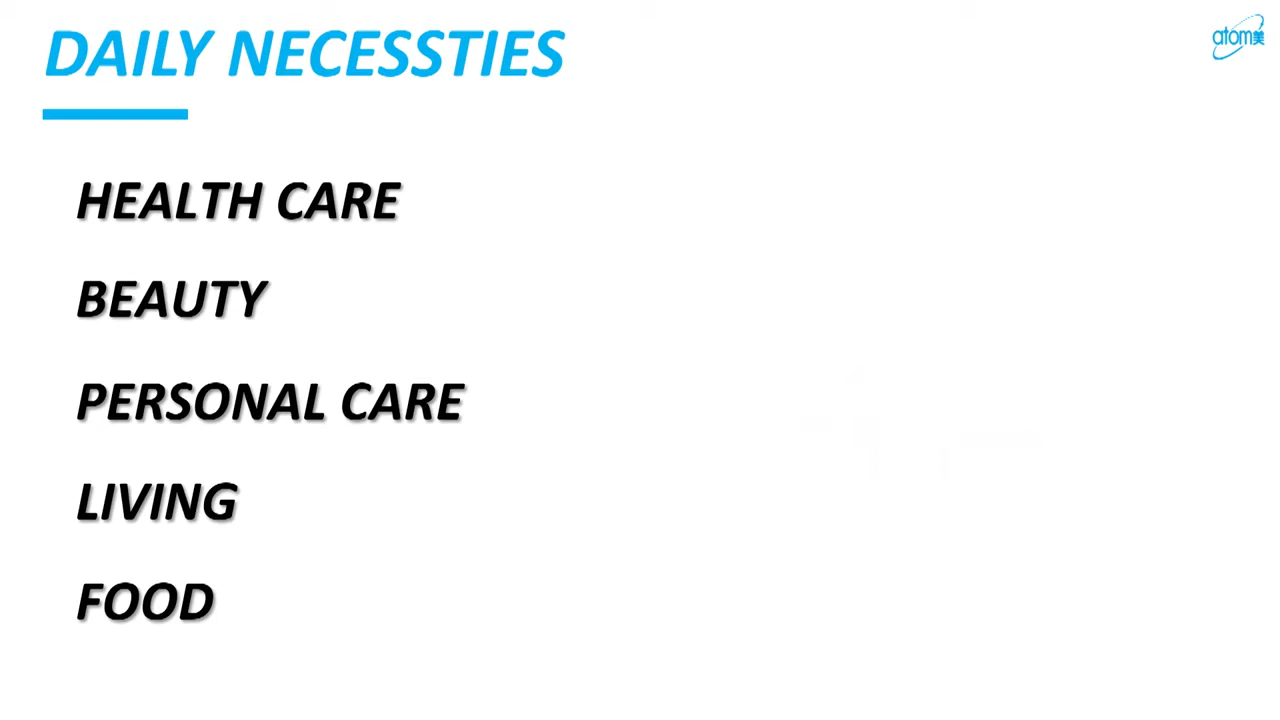 DAILY NECESSTIES
atom美
HEALTH CARE
BEAUTY
PERSONAL CARE
LIVING
FOOD